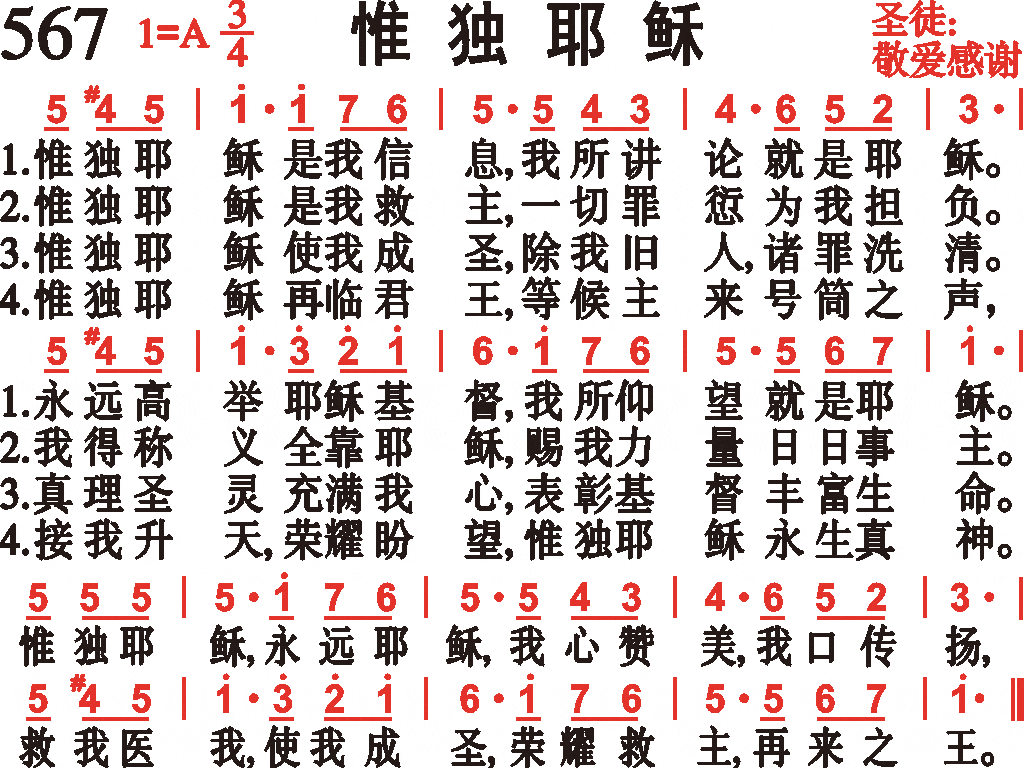 567 1=A 3/4 惟独耶稣 圣徒:
敬爱感谢
5 #4 5 | i · i 7 6 | 5 · 5 4 3 | 4 · 6 5 2 | 3 · |
1.惟独耶稣是我信息,我所讲论就是耶稣。
2.惟独耶稣是我救主,一切罪愆为我担负。
3.惟独耶稣使我成圣,除我旧人,诸罪洗清。
4.惟独耶稣再临君王,等候主来号筒之声,
5 #4 5 | i · 3̇ 2̇ i | 6 · i 7 6 | 5 · 5 6 7 | i · |
1.永远高举耶稣基督,我所仰望就是耶稣。
2.我得称义全靠耶稣,赐我力量日日事主。
3.真理圣灵充满我心,表彰基督丰富生命。
4.接我升天,荣耀盼望,惟独耶稣永生真神。
5 5 5 | 5 · i 7 6 | 5 · 5 4 3 | 4 · 6 5 2 | 3 · |
惟独耶稣,永远耶稣,我心赞美,我口传扬,
5 #4 5 | i · 3̇ 2̇ i | 6 · i 7 6 | 5 · 5 6 7 | i · ‖
救我医我,使我成圣,荣耀救主,再来之王。